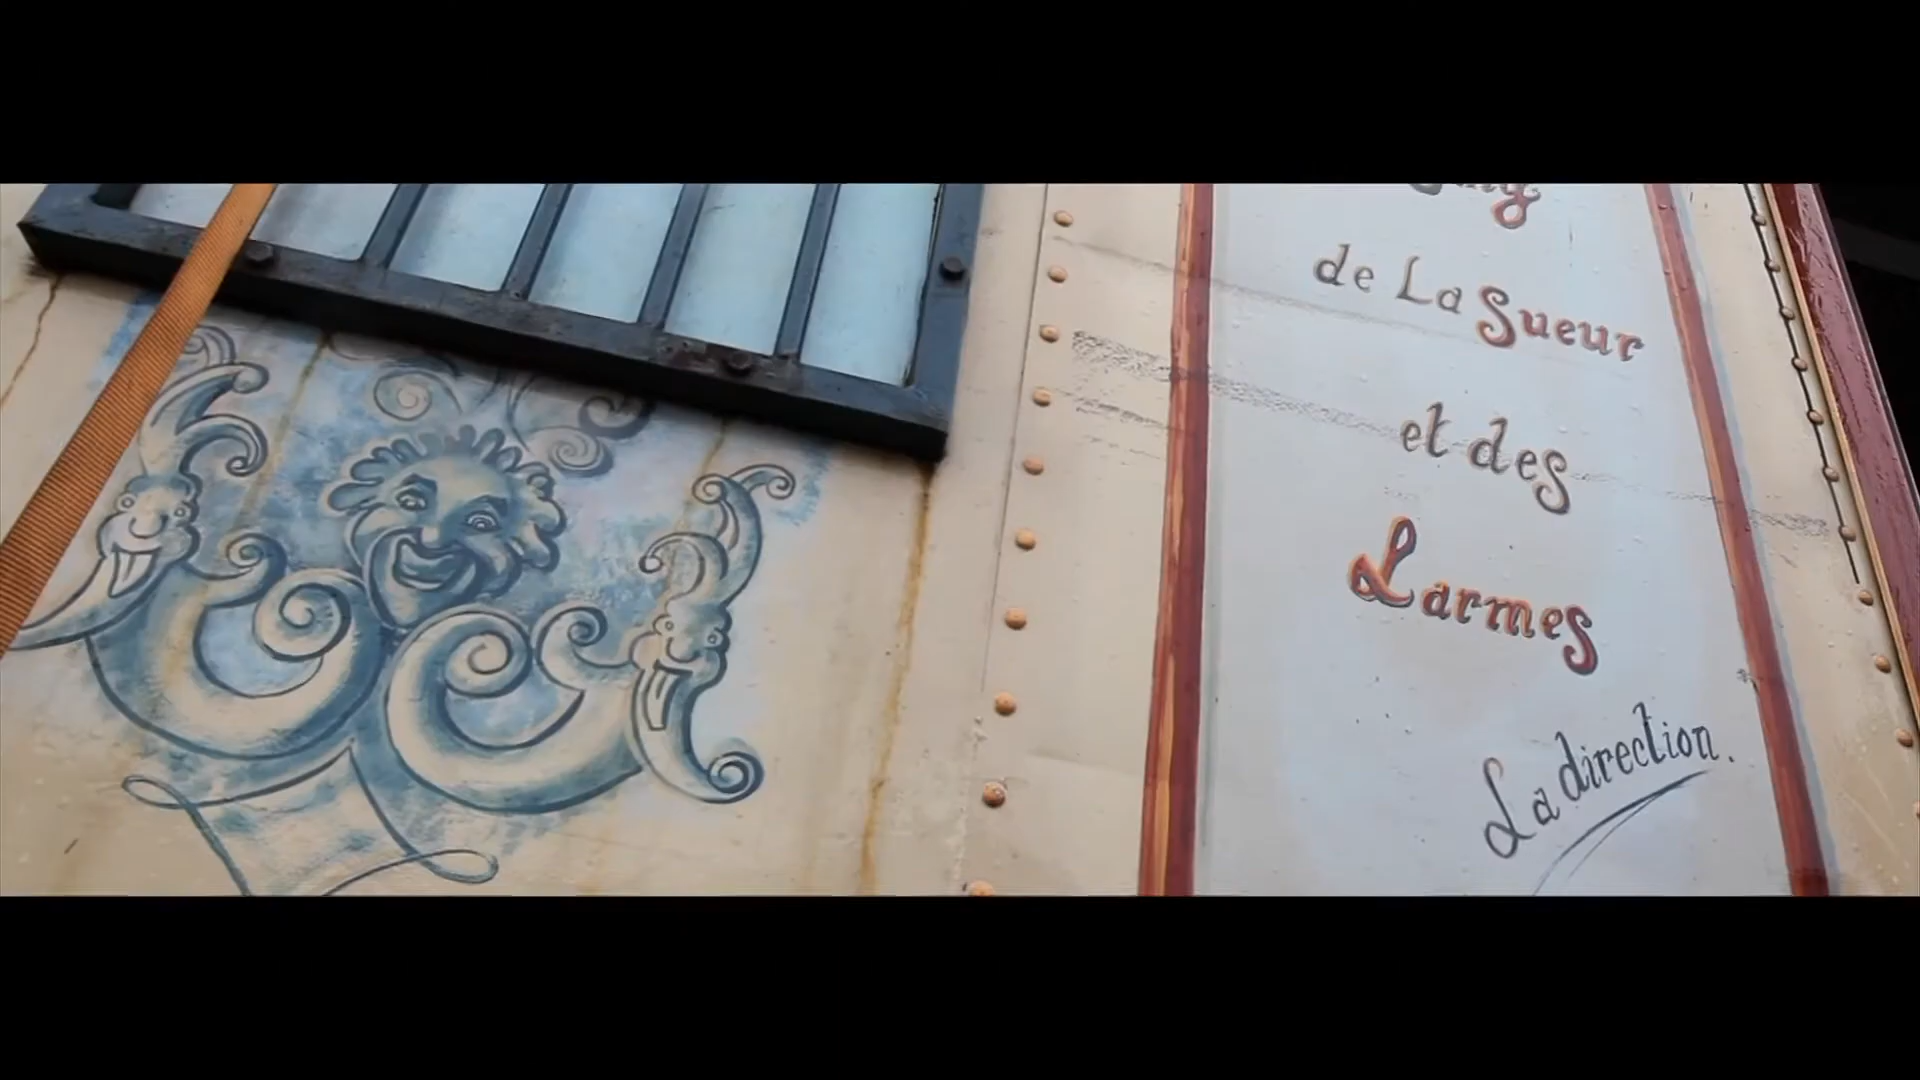 de La Sueur
et des
Larmes
La direction.